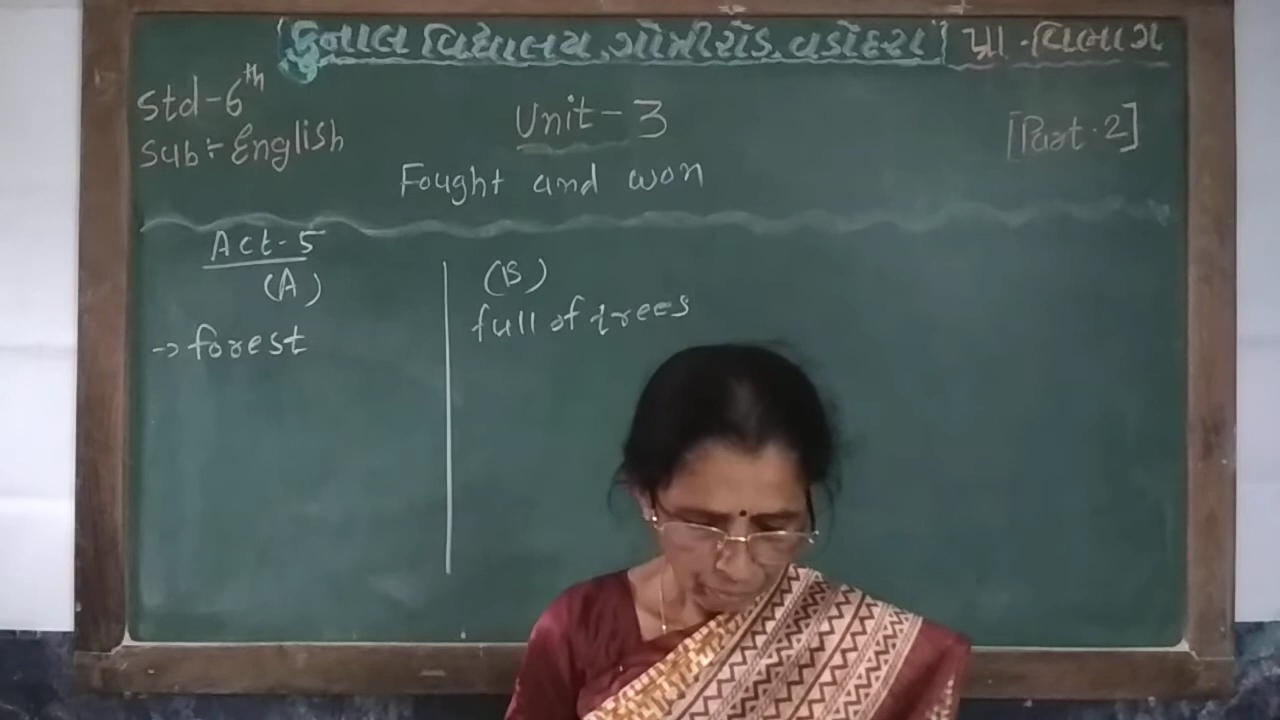 કુનાલ વિદ્યાલય, ગોત્રીરોડ, વડોદરા પ્રા.વિભાગ
Std-6th
Sub:- English
Unit-3
[Part.2]
Fought and won
Act-5
(A)
(B)
→ forest
full of trees